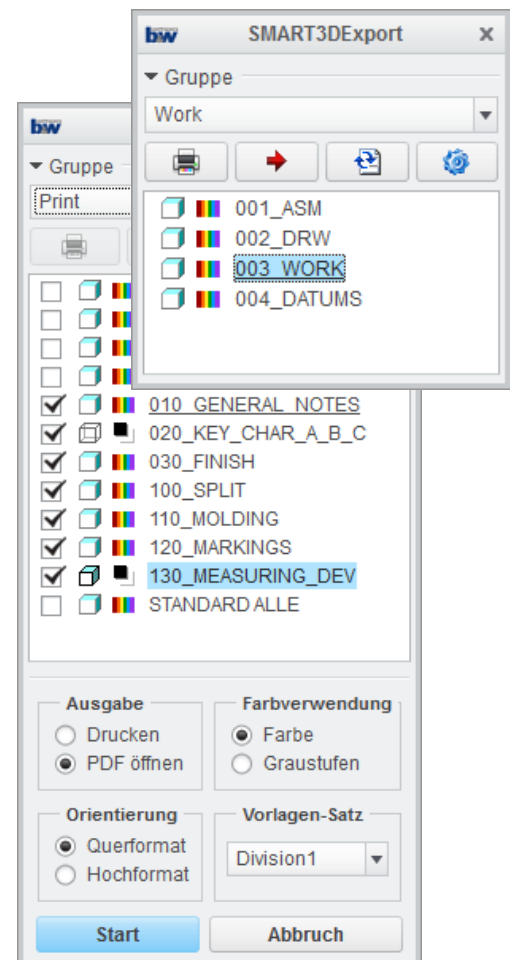 bw SMART3DExport x
Gruppe
Work
001_ASM
002_DRW
003_WORK
004_DATUMS
bw
Gruppe
Print
010_GENERAL_NOTES
020_KEY_CHAR_A_B_C
030_FINISH
100_SPLIT
110_MOLDING
120_MARKINGS
130_MEASURING_DEV
STANDARD ALLE
Ausgabe
Drucken
PDF öffnen
Farbverwendung
Farbe
Graustufen
Orientierung
Querformat
Hochformat
Vorlagen-Satz
Division1
Start Abbruch